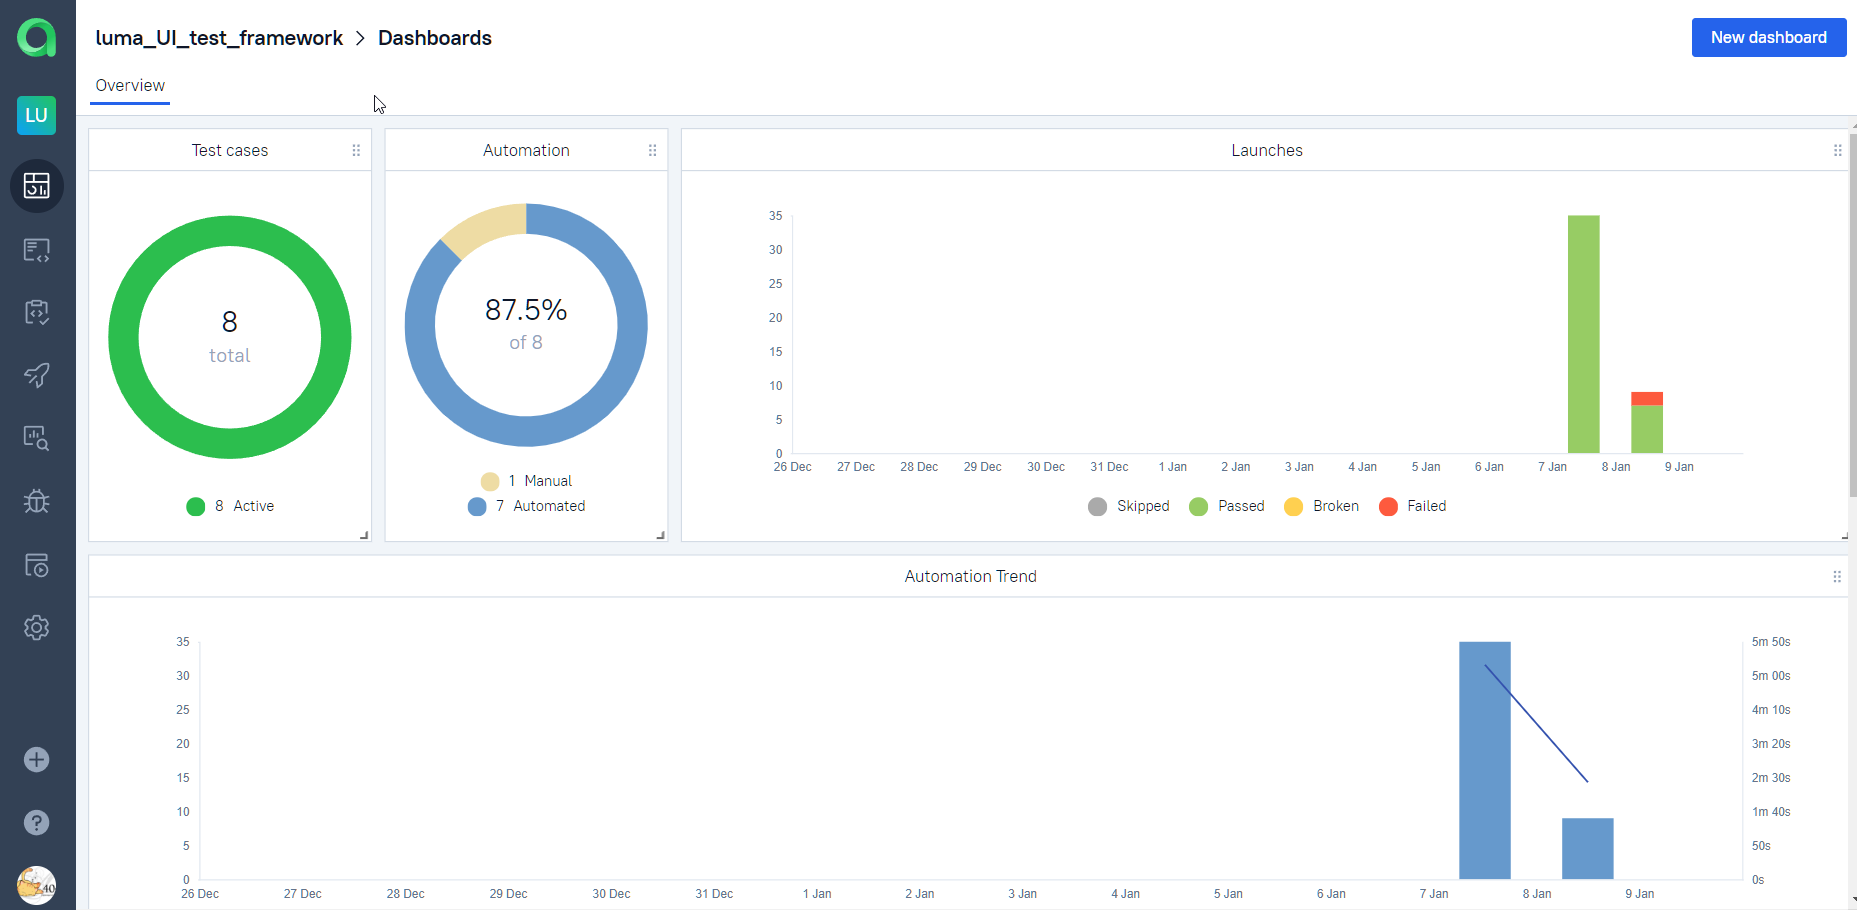 luma_UI_test_framework > Dashboards
New dashboard
Overview
LU
Test cases
8
total
8 Active
Automation
87.5%
of 8
1 Manual
7 Automated
Launches
35
30
25
20
15
10
5
0
26 Dec 27 Dec 28 Dec 29 Dec 30 Dec 31 Dec 1 Jan 2 Jan 3 Jan 4 Jan 5 Jan 6 Jan 7 Jan 8 Jan 9 Jan
Skipped Passed Broken Failed
Automation Trend
35 5m 50s
30 5m 00s
25 4m 10s
20 3m 20s
15 2m 30s
10 1m 40s
5 50s
0 0s
26 Dec 27 Dec 28 Dec 29 Dec 30 Dec 31 Dec 1 Jan 2 Jan 3 Jan 4 Jan 5 Jan 6 Jan 7 Jan 8 Jan 9 Jan
?
40